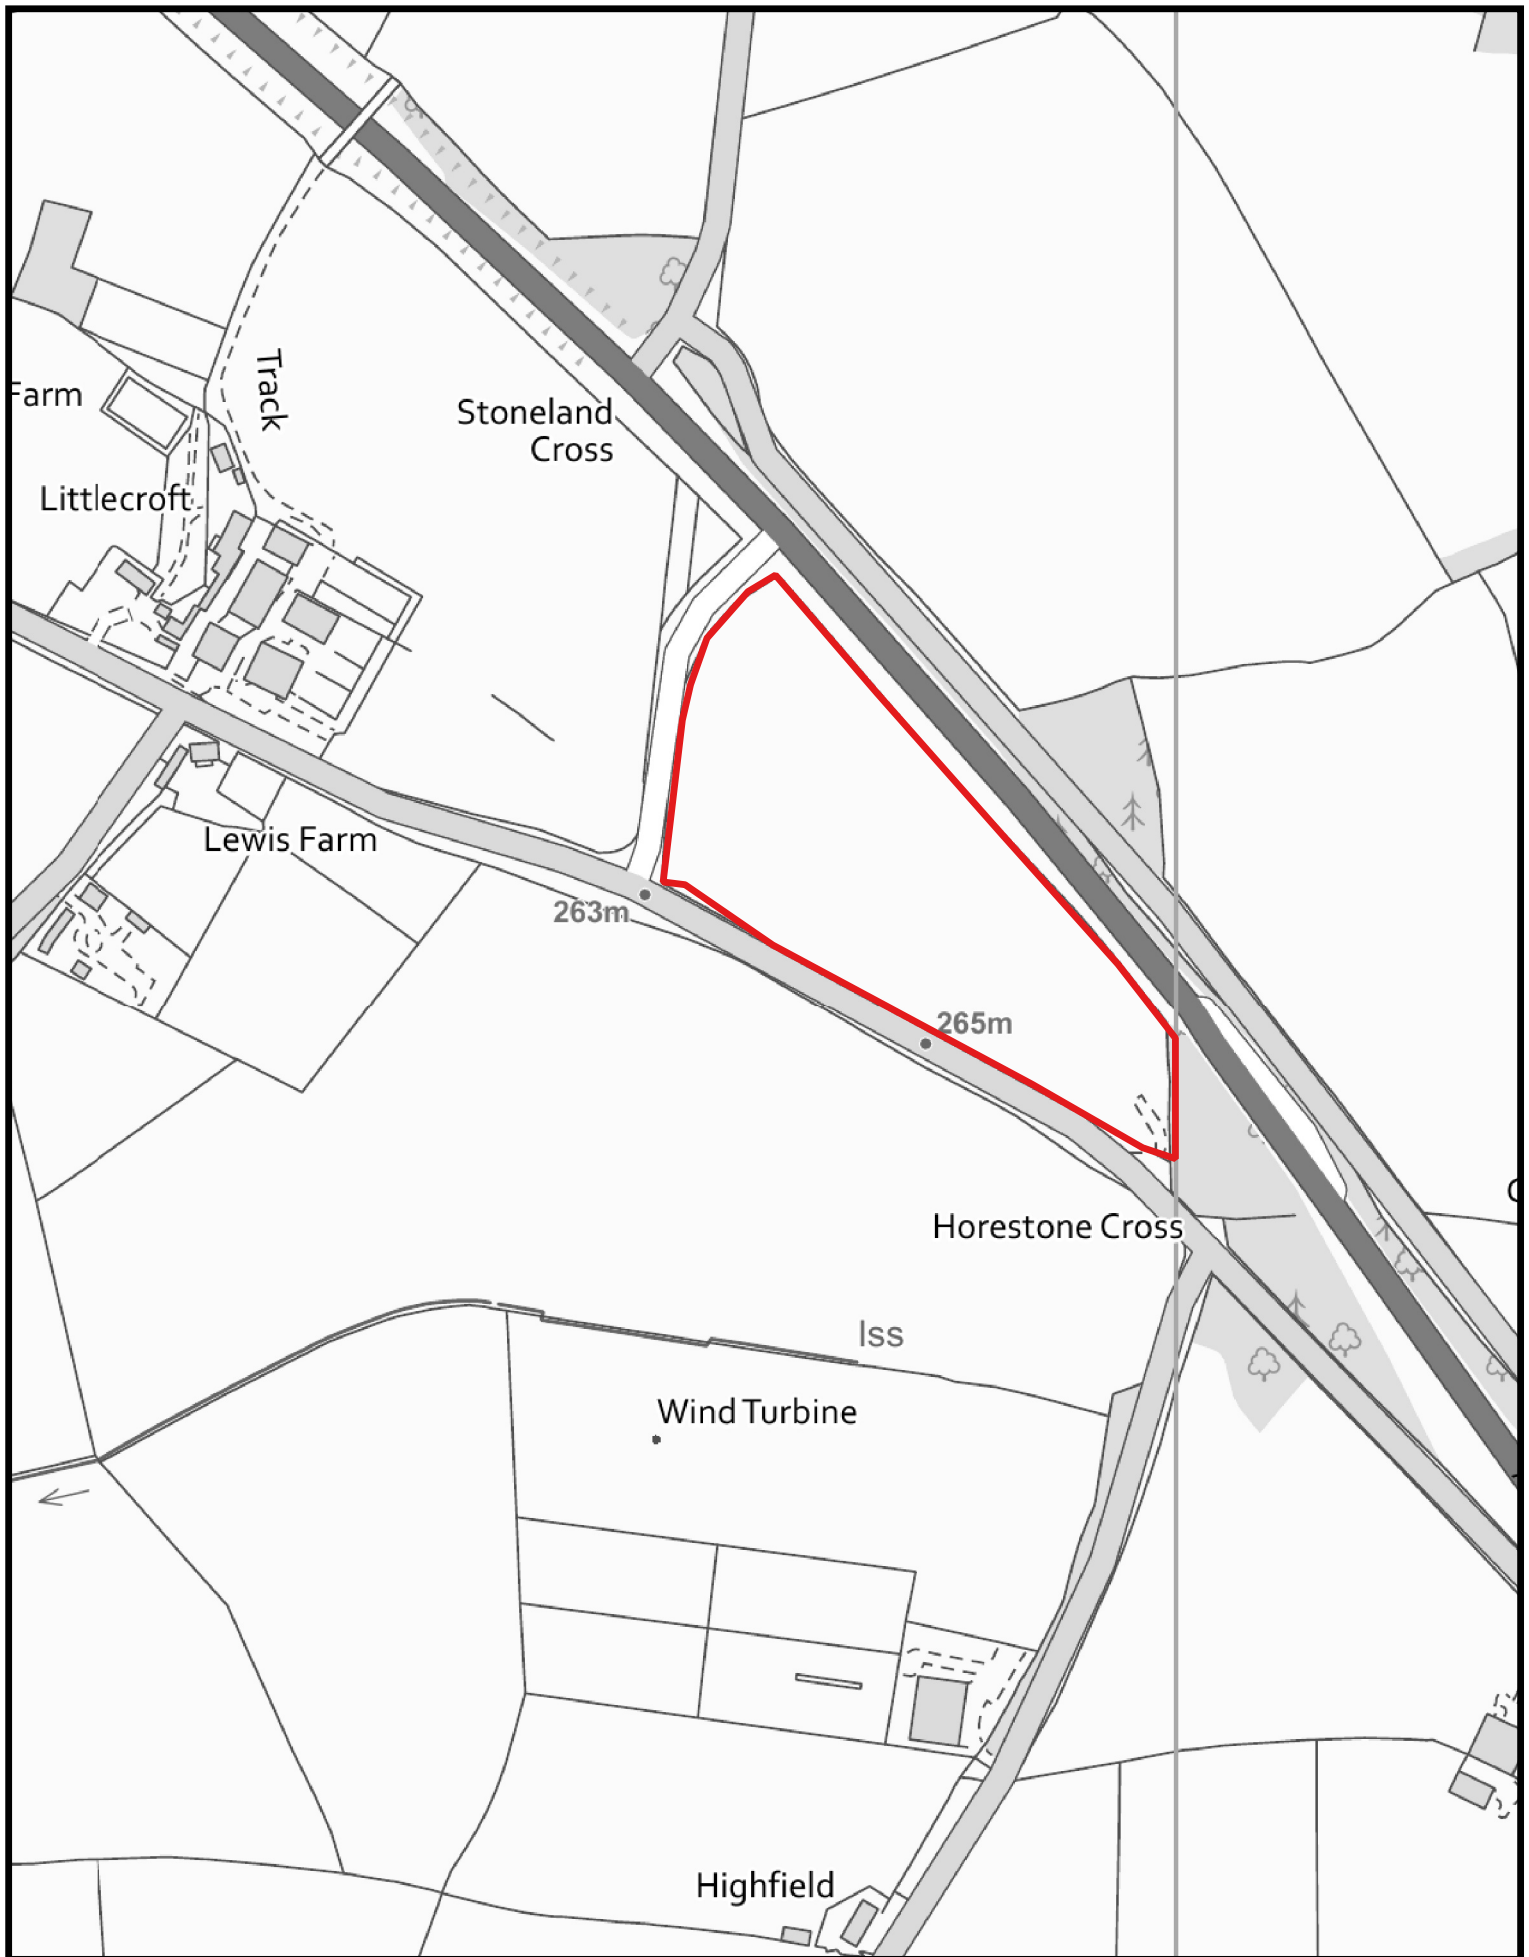 Track
Farm
Stoneland
Cross
Littlecroft
Lewis Farm
263m
265m
Horestone Cross
Iss
Wind Turbine
Highfield